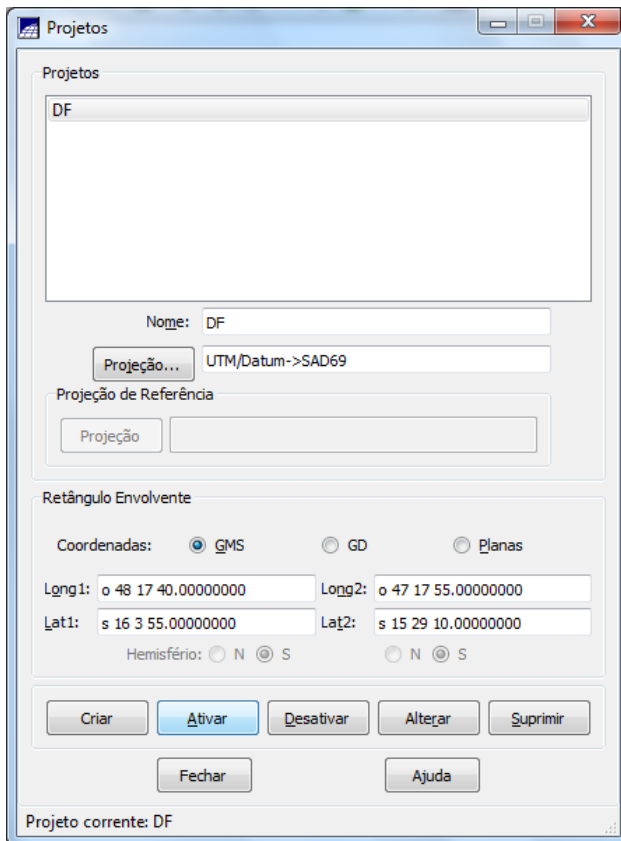 Projetos
Projetos
DF
Nome: DF
Projeção... UTM/Datum->SAD69
Projeção de Referência
Projeção
Retângulo Envolvente
Coordenadas: GMS GD Planas
Long1: o 48 17 40.00000000 Long2: o 47 17 55.00000000
Lat1: s 16 3 55.00000000 Lat2: s 15 29 10.00000000
Hemisfério: N S N S
Criar Ativar Desativar Alterar Suprimir
Fechar Ajuda
Projeto corrente: DF